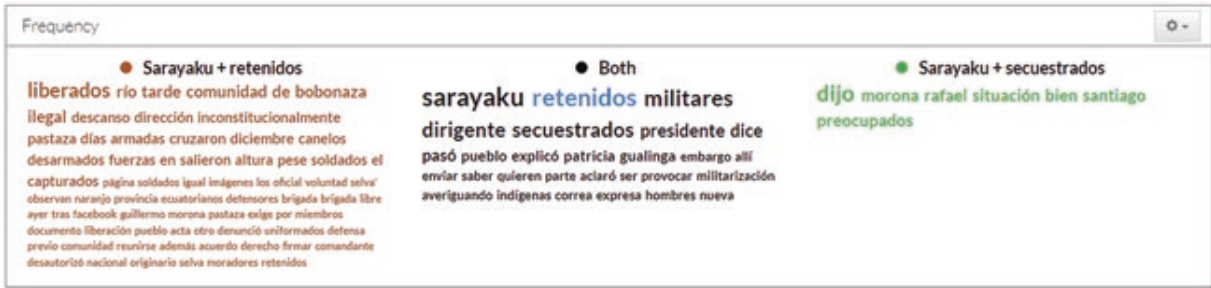 Frequency
Sarayaku + retenidos
liberados río tarde comunidad de bobonaza
ilegal descanso dirección inconstitucionalmente
pastaza días armadas cruzaron diciembre canelos
desarmados fuerzas en salieron altura pese soldados el
capturados página soldados igual imágenes los oficial voluntad selva'
observan naranjo provincia ecuatorianos defensores brigada brigada libre
ayer tras facebook guillermo morona pastaza exige por miembros
documento liberación pueblo acta otro denunció uniformados defensa
previo comunidad reunirse además acuerdo derecho firmar comandante
desautorizó nacional originario selva moradores retenidos
Both
sarayaku retenidos militares
dirigente secuestrados presidente dice
pasó pueblo explicó patricia gualinga embargo allí
enviar saber quieren parte aclaró ser provocar militarización
averiguando indígenas correa expresa hombres nueva
Sarayaku + secuestrados
dijo morona rafael situación bien santiago
preocupados